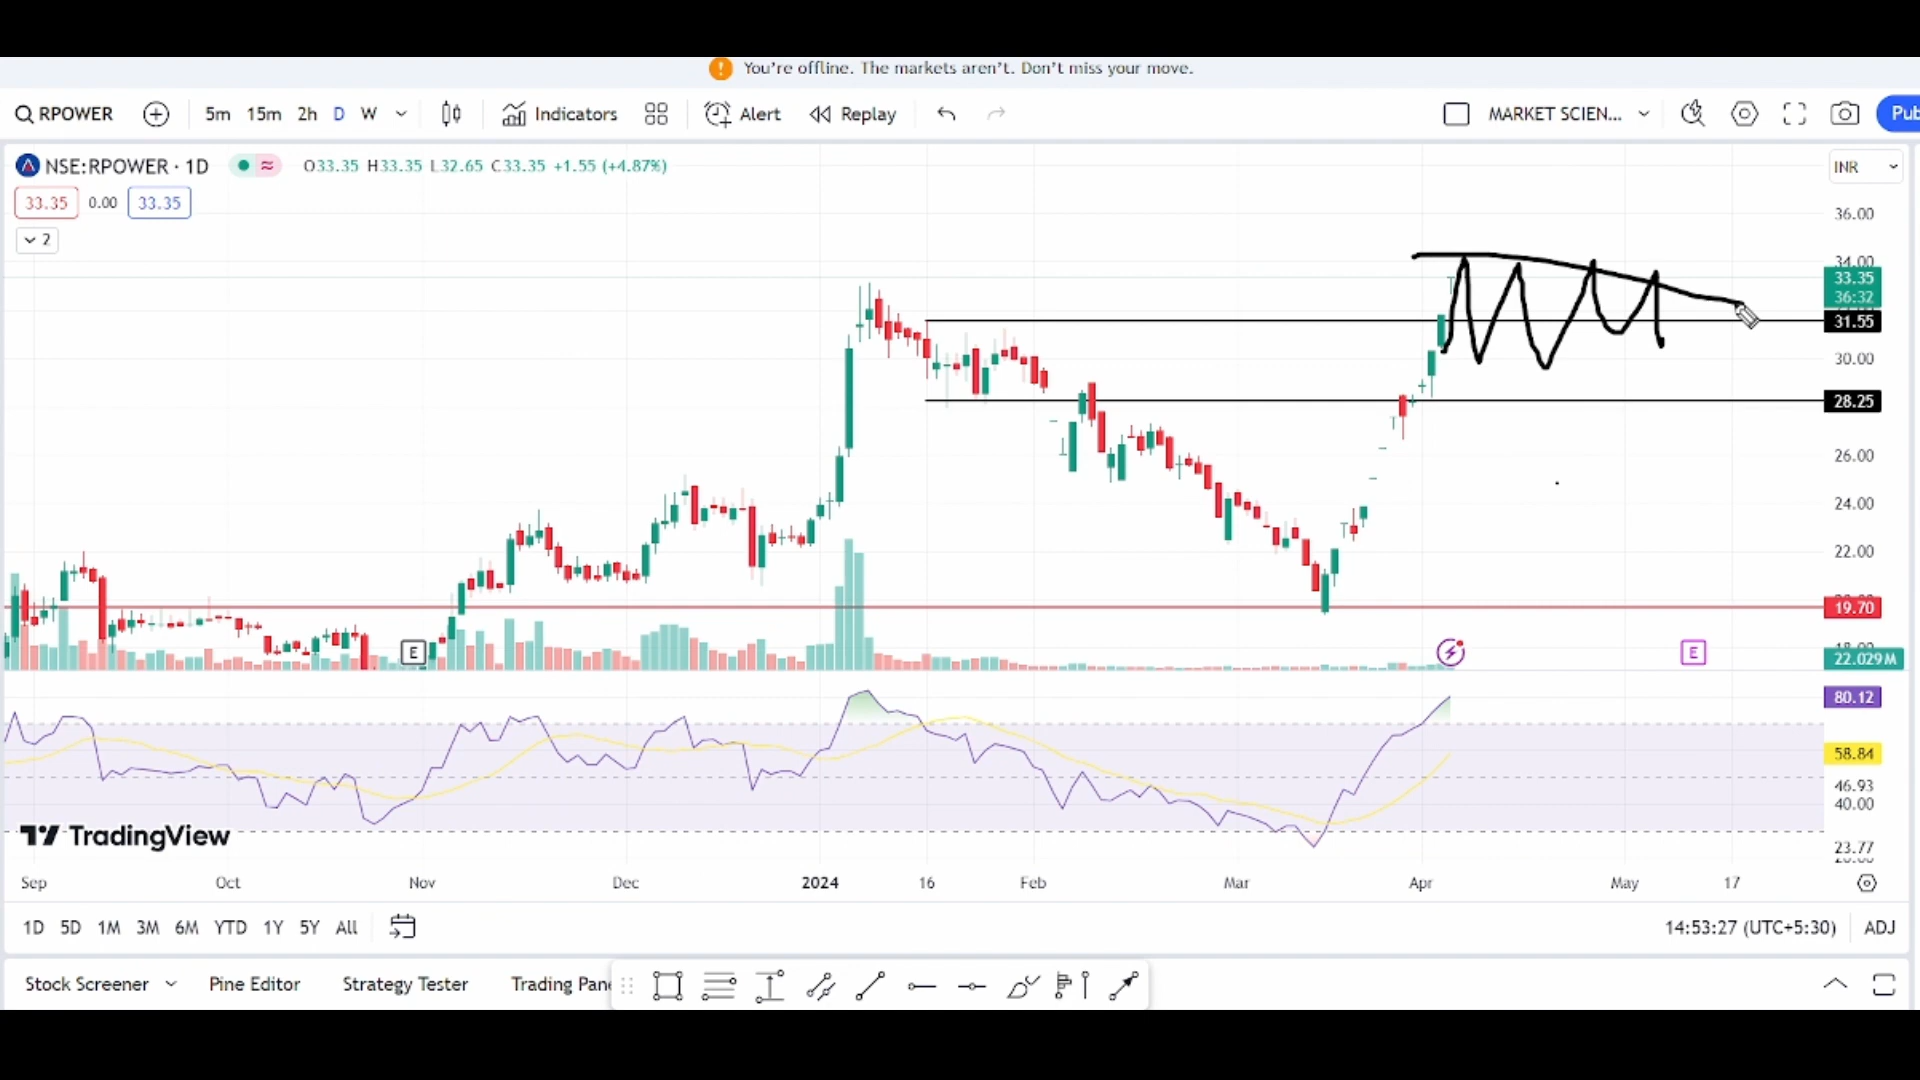 You're offline. The markets aren't. Don't miss your move.
RPOWER 5m 15m 2h D W Indicators Alert Replay MARKET SCIEN... Pub
NSE:RPOWER · 1D O33.35 H33.35 L32.65 C33.35 +1.55 (+4.87%) INR
33.35 0.00 33.35
2
36.00
34.00
33.35
36:32
31.55
30.00
28.25
26.00
24.00
22.00
19.70
18.00
E E
22.029M
80.12
58.84
46.93
40.00
23.77
TradingView
Sep Oct Nov Dec 2024 16 Feb Mar Apr May 17
1D 5D 1M 3M 6M YTD 1Y 5Y All 14:53:27 (UTC+5:30) ADJ
Stock Screener Pine Editor Strategy Tester Trading Pane